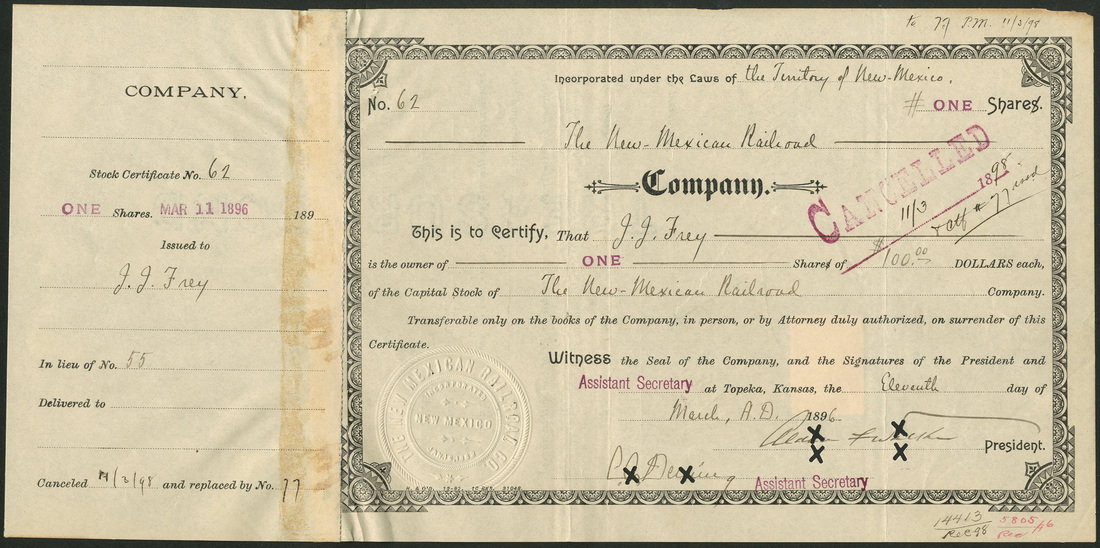 COMPANY.
Stock Certificate No. 62
ONE Shares. MAR 11 1896 189
Issued to
J. J. Frey
In lieu of No. 55
Delivered to
Canceled 11/3/98 and replaced by No. 77
to 77 P.M. 11/3/98
Incorporated under the Laws of the Territory of New-Mexico.
No. 62 # ONE Shares.
The New-Mexican Railroad
Company.
CANCELLED
11/3 1898
77 issd
This is to Certify, That J. J. Frey
is the owner of ONE Shares of $100.00 DOLLARS each,
of the Capital Stock of The New-Mexican Railroad Company.
Transferable only on the books of the Company, in person, or by Attorney duly authorized, on surrender of this
Certificate.
Witness the Seal of the Company, and the Signatures of the President and
Assistant Secretary at Topeka, Kansas, the Eleventh day of
March, A.D. 1896.
President.
Assistant Secretary
THE NEW MEXICAN RAILROAD CO.
INCORPORATED
NEW MEXICO
14413
Rec 98
5805/46
Rec